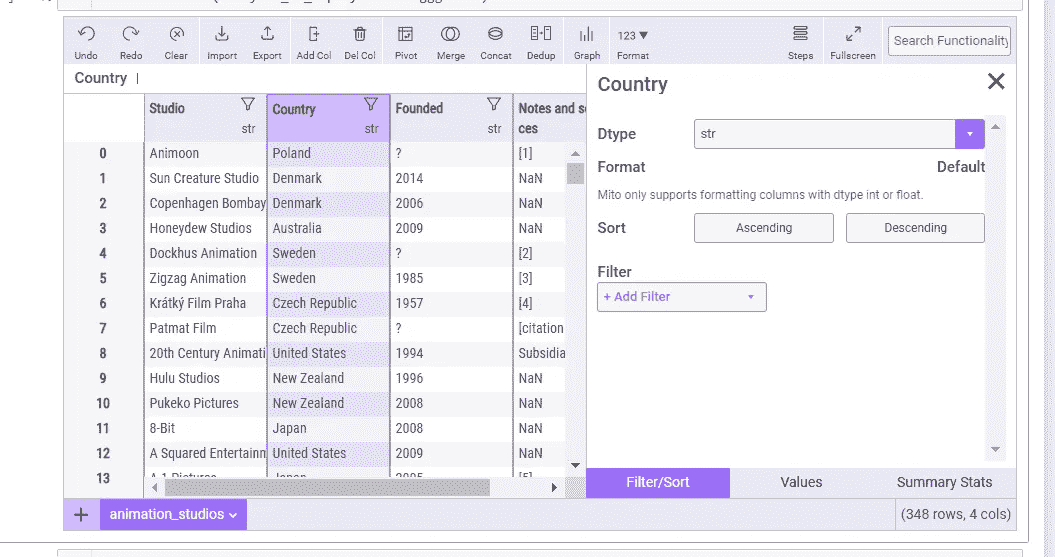 Undo Redo Clear Import Export Add Col Del Col Pivot Merge Concat Dedup Graph 123 ▼ Format Steps Fullscreen Search Functionality
Country
Country
Studio Country Founded Notes and
str str str ces
0 Animoon Poland ? [1]
1 Sun Creature Studio Denmark 2014 NaN
2 Copenhagen Bombay Denmark 2006 NaN
3 Honeydew Studios Australia 2009 NaN
4 Dockhus Animation Sweden ? [2]
5 Zigzag Animation Sweden 1985 [3]
6 Krátký Film Praha Czech Republic 1957 [4]
7 Patmat Film Czech Republic ? [citation
8 20th Century Animati United States 1994 Subsidia
9 Hulu Studios New Zealand 1996 NaN
10 Pukeko Pictures New Zealand 2008 NaN
11 8-Bit Japan 2008 NaN
12 A Squared Entertainm United States 2009 NaN
13
Dtype str
Format Default
Mito only supports formatting columns with dtype int or float.
Sort Ascending Descending
Filter
+ Add Filter
Filter/Sort Values Summary Stats
+ animation_studios (348 rows, 4 cols)